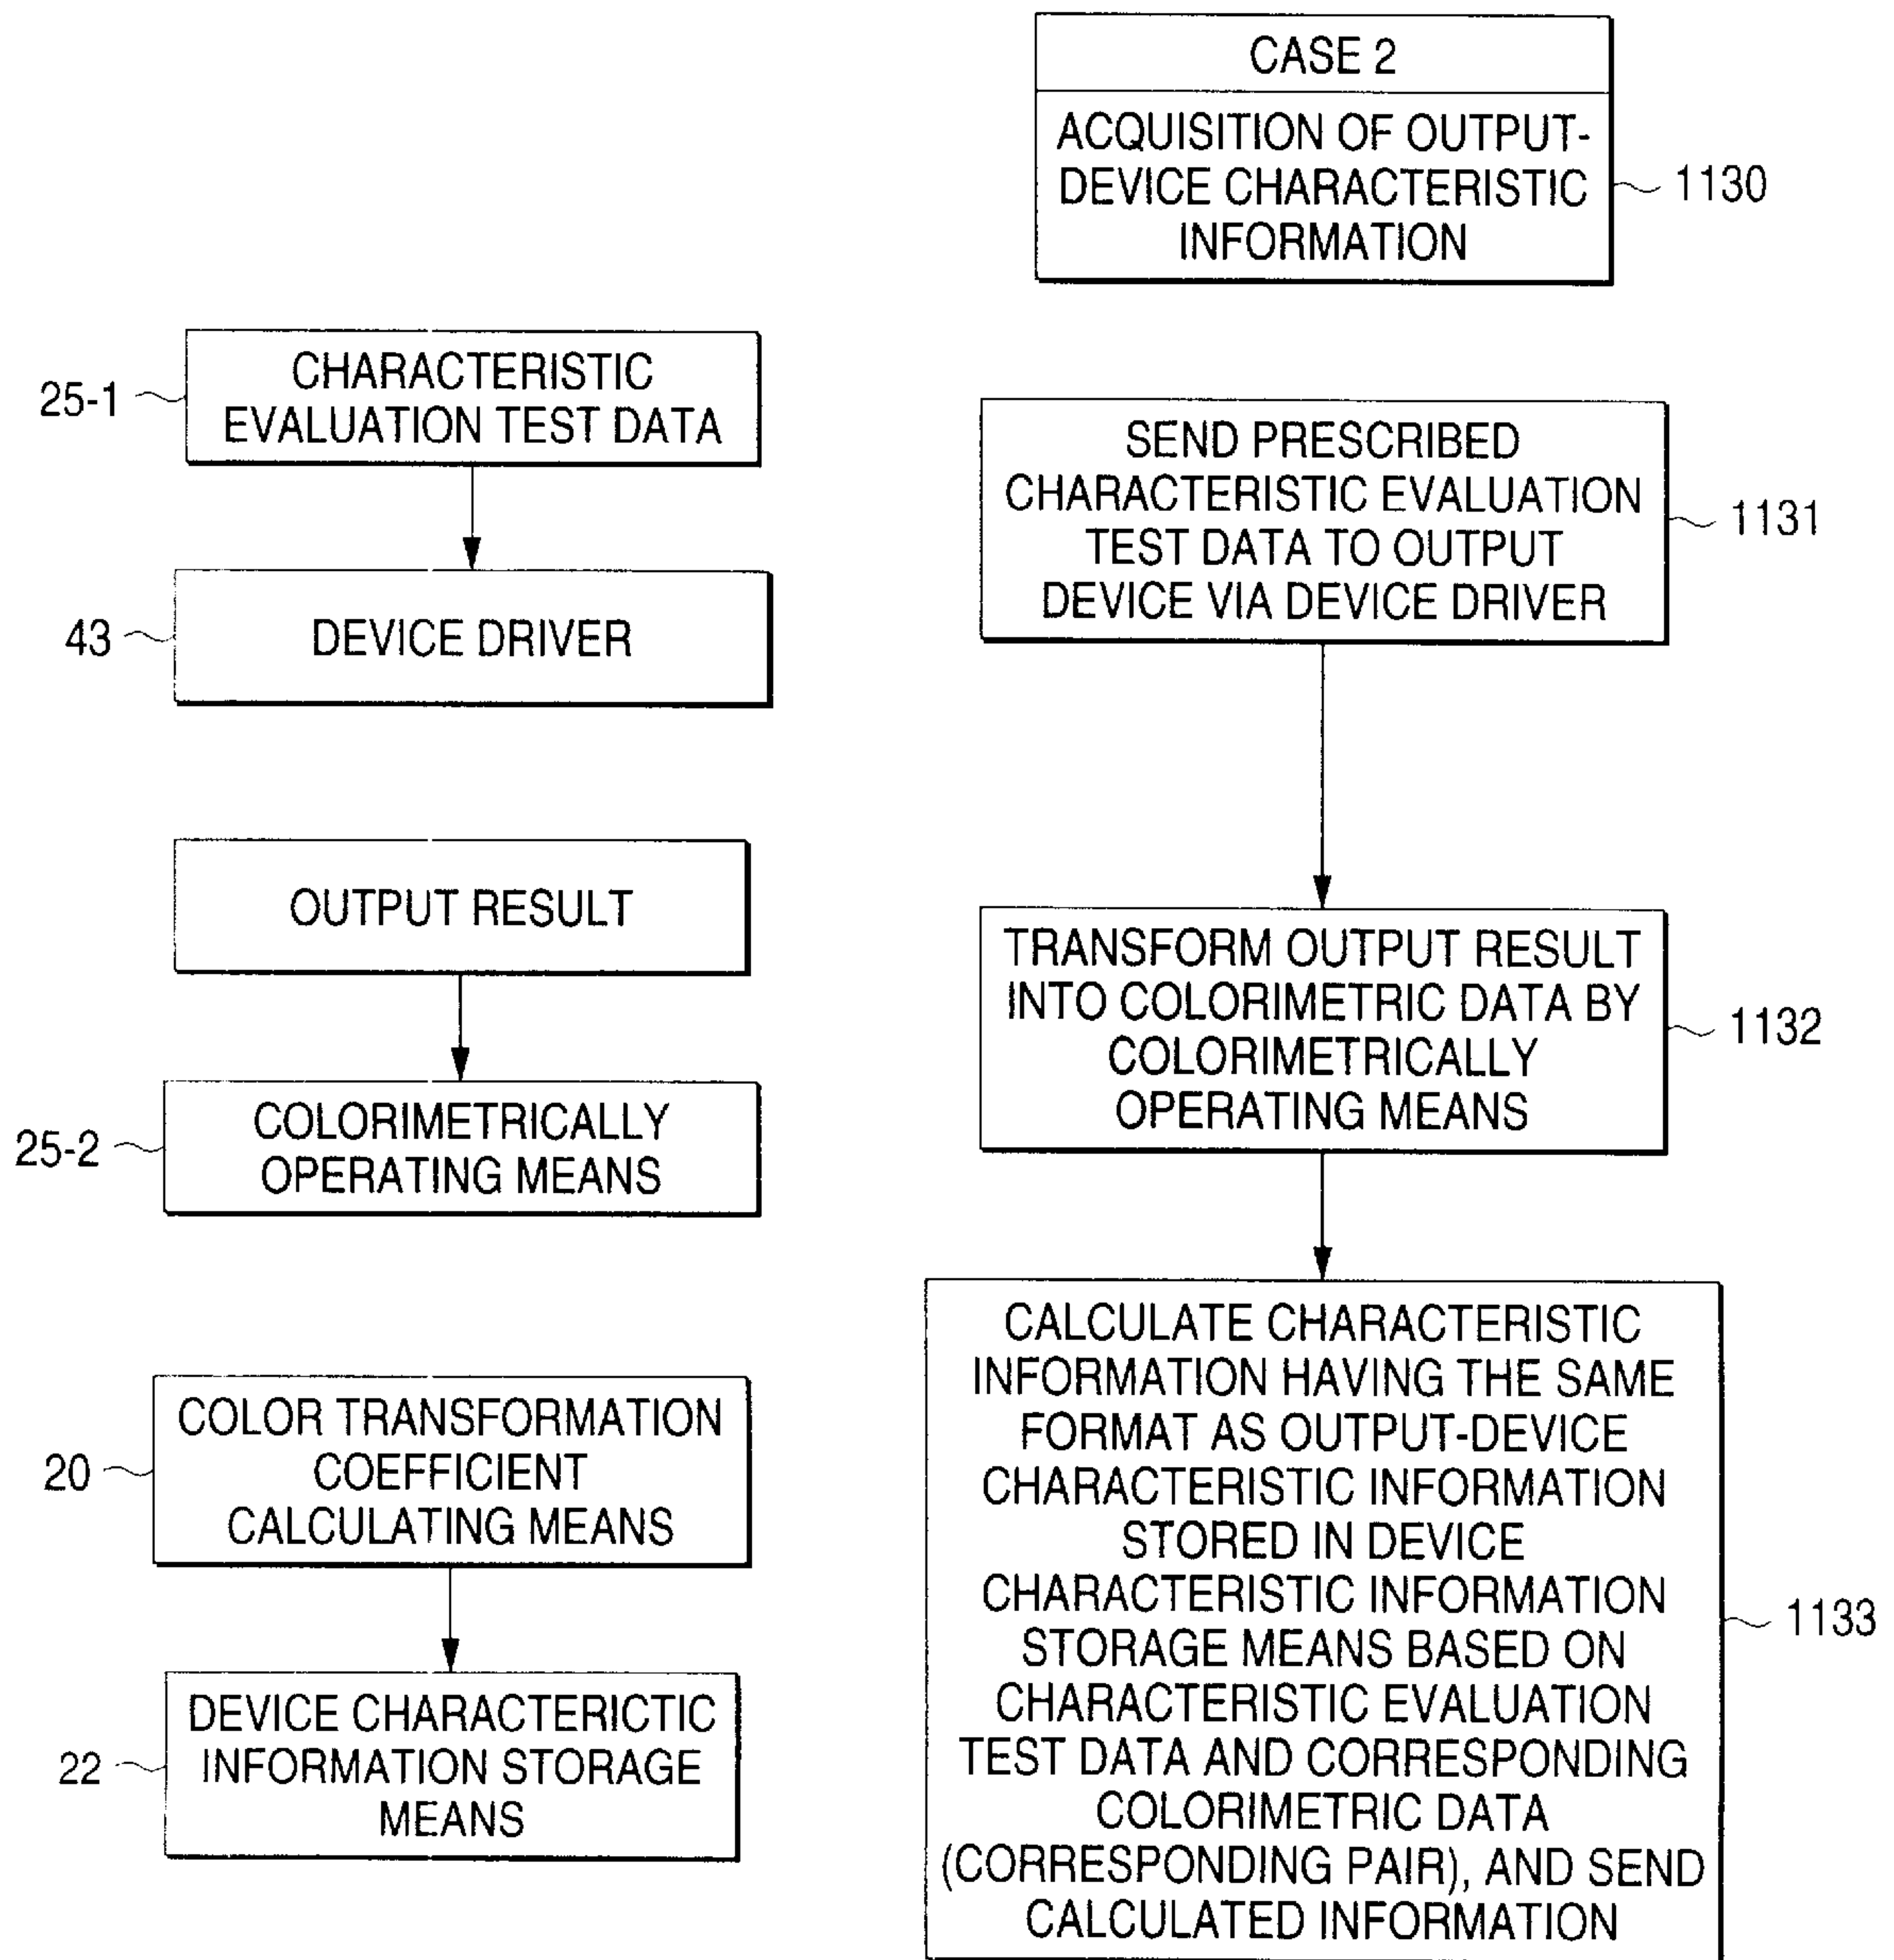 CASE 2
ACQUISITION OF OUTPUT-
DEVICE CHARACTERISTIC
INFORMATION
1130
25-1
CHARACTERISTIC
EVALUATION TEST DATA
43
DEVICE DRIVER
SEND PRESCRIBED
CHARACTERISTIC EVALUATION
TEST DATA TO OUTPUT
DEVICE VIA DEVICE DRIVER
1131
OUTPUT RESULT
25-2
COLORIMETRICALLY
OPERATING MEANS
TRANSFORM OUTPUT RESULT
INTO COLORIMETRIC DATA BY
COLORIMETRICALLY
OPERATING MEANS
1132
20
COLOR TRANSFORMATION
COEFFICIENT
CALCULATING MEANS
22
DEVICE CHARACTERICTIC
INFORMATION STORAGE
MEANS
CALCULATE CHARACTERISTIC
INFORMATION HAVING THE SAME
FORMAT AS OUTPUT-DEVICE
CHARACTERISTIC INFORMATION
STORED IN DEVICE
CHARACTERISTIC INFORMATION
STORAGE MEANS BASED ON
CHARACTERISTIC EVALUATION
TEST DATA AND CORRESPONDING
COLORIMETRIC DATA
(CORRESPONDING PAIR), AND SEND
CALCULATED INFORMATION
1133